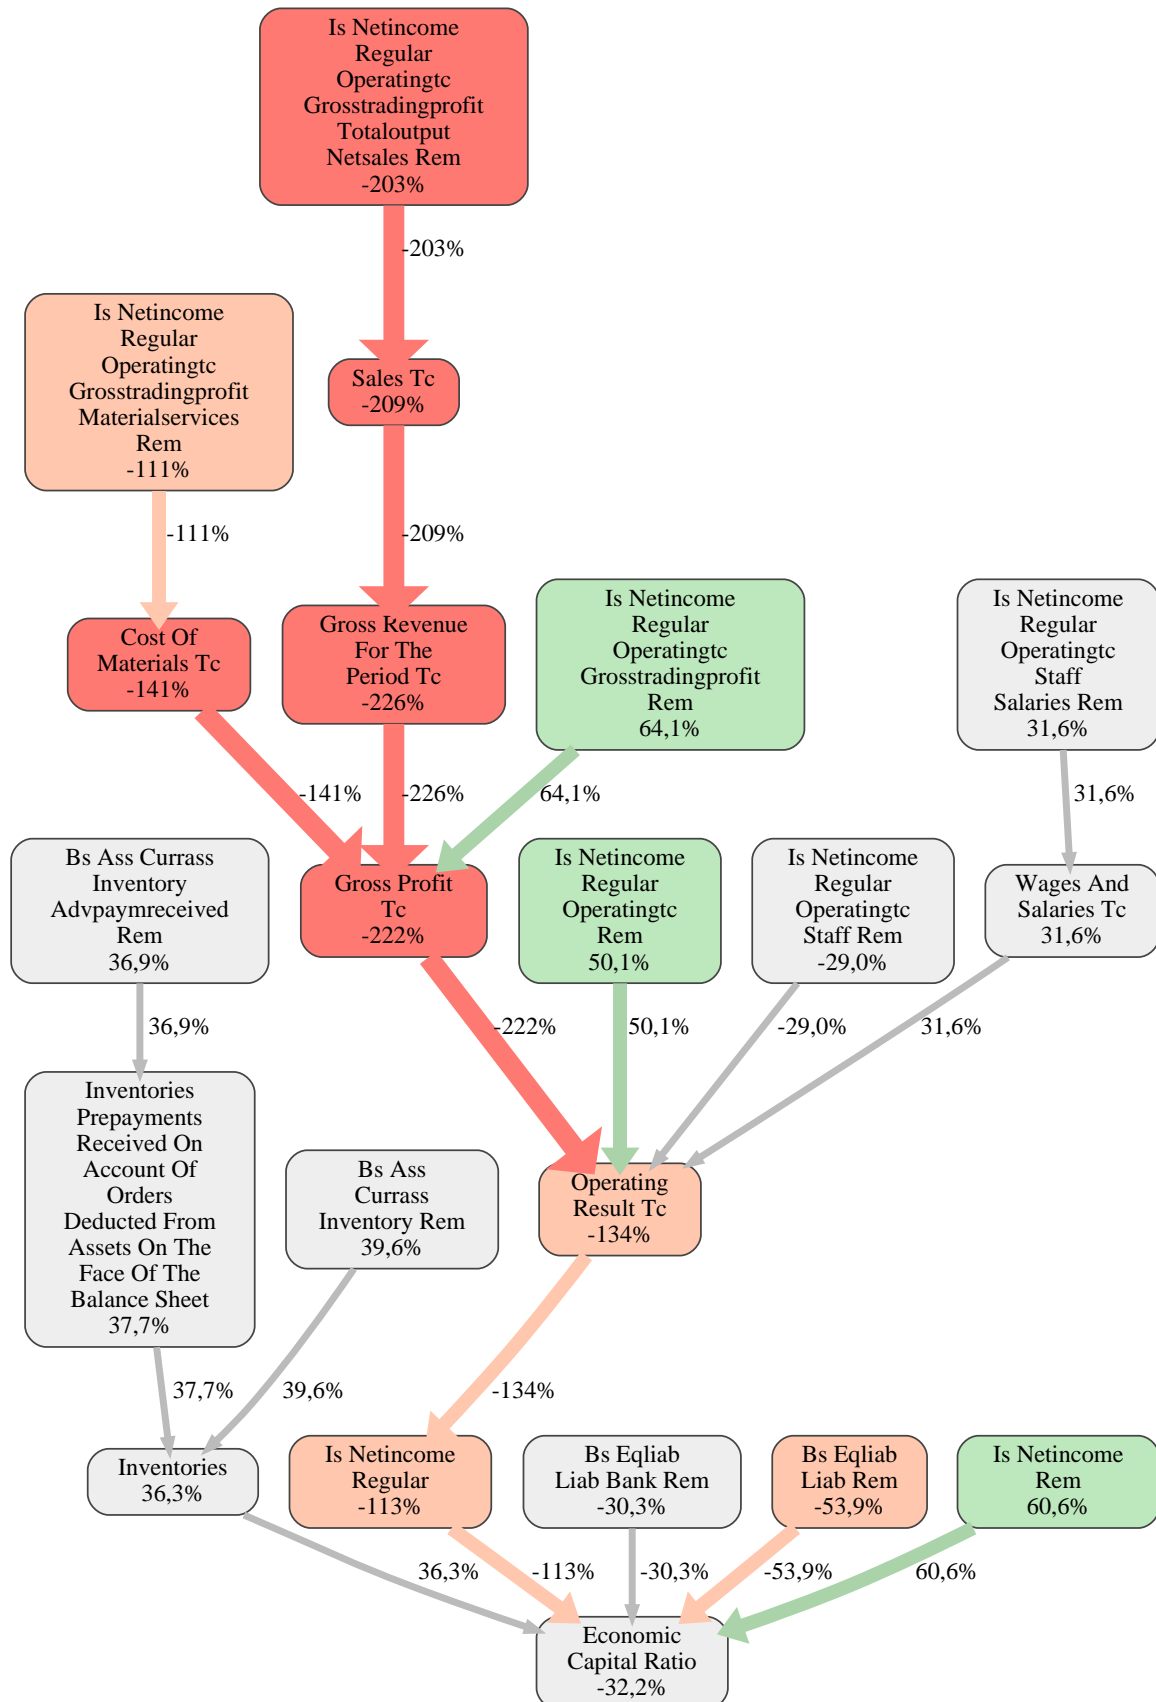 Is Netincome
Regular
Operatingtc
Grosstradingprofit
Totaloutput
Netsales Rem
-203%
-203%
Is Netincome
Regular
Operatingtc
Grosstradingprofit
Materialservices
Rem
-111%
Sales Tc
-209%
-111%
-209%
Cost Of
Materials Tc
-141%
Gross Revenue
For The
Period Tc
-226%
Is Netincome
Regular
Operatingtc
Grosstradingprofit
Rem
64,1%
Is Netincome
Regular
Operatingtc
Staff
Salaries Rem
31,6%
-141%
-226%
64,1%
31,6%
Bs Ass Currass
Inventory
Advpaymreceived
Rem
36,9%
Gross Profit
Tc
-222%
Is Netincome
Regular
Operatingtc
Rem
50,1%
Is Netincome
Regular
Operatingtc
Staff Rem
-29,0%
Wages And
Salaries Tc
31,6%
36,9%
-222%
50,1%
-29,0%
31,6%
Inventories
Prepayments
Received On
Account Of
Orders
Deducted From
Assets On The
Face Of The
Balance Sheet
37,7%
Bs Ass
Currass
Inventory Rem
39,6%
Operating
Result Tc
-134%
37,7%
39,6%
-134%
Inventories
36,3%
Is Netincome
Regular
-113%
Bs Eqliab
Liab Bank Rem
-30,3%
Bs Eqliab
Liab Rem
-53,9%
Is Netincome
Rem
60,6%
36,3%
-113%
-30,3%
-53,9%
60,6%
Economic
Capital Ratio
-32,2%